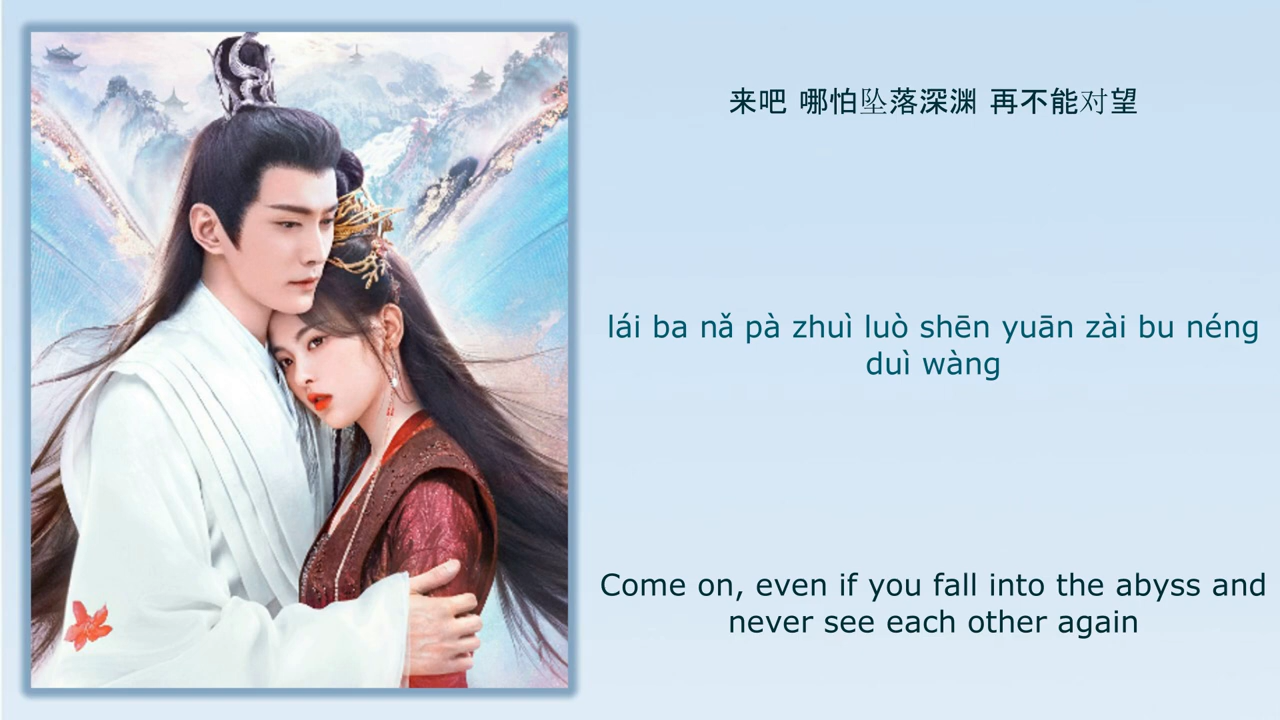 来吧 哪怕坠落深渊 再不能对望
lái ba nǎ pà zhuì luò shēn yuān zài bu néng
duì wàng
Come on, even if you fall into the abyss and
never see each other again